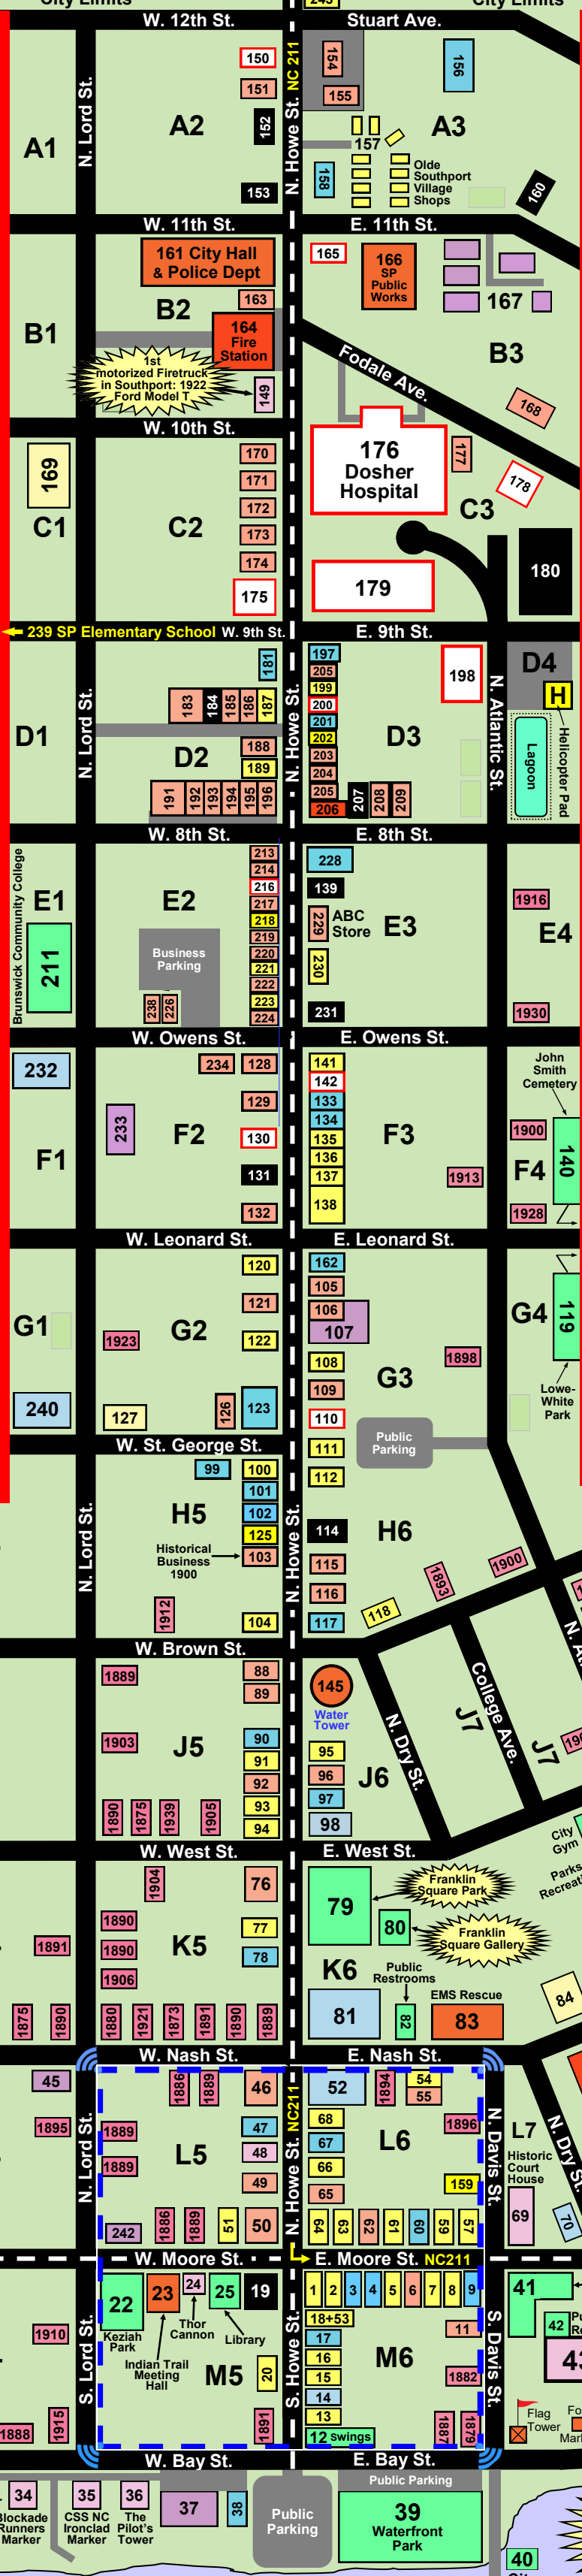 City Limits
243
City Limits
W. 12th St.
Stuart Ave.
N. Lord St.
N. Howe St. NC 211
150
151
152
153
A1
A2
154
155
156
A3
157
158
Olde
Southport
Village
Shops
160
W. 11th St.
E. 11th St.
161 City Hall
& Police Dept
163
B2
164
Fire
Station
1st
motorized Firetruck
in Southport: 1922
Ford Model T
149
B1
165
166
SP
Public
Works
167
B3
Fodale Ave.
168
W. 10th St.
169
C1
C2
170
171
172
173
174
175
176
Dosher
Hospital
177
178
C3
179
180
← 239 SP Elementary School W. 9th St.
E. 9th St.
N. Lord St.
N. Howe St.
N. Atlantic St.
D1
181
183
184
185
186
187
D2
188
189
191
192
193
194
195
196
197
205
199
200
201
202
203
204
205
206
207
208
209
198
D3
D4
H
Helicopter Pad
Lagoon
W. 8th St.
E. 8th St.
Brunswick Community College
E1
211
E2
Business
Parking
238
226
213
214
216
217
218
219
220
221
222
223
224
228
139
229
ABC
Store
230
231
E3
1916
E4
1930
W. Owens St.
E. Owens St.
232
F1
233
234
128
129
130
131
132
F2
141
142
133
134
135
136
137
138
F3
1913
John
Smith
Cemetery
1900
140
F4
1928
W. Leonard St.
E. Leonard St.
G1
240
120
121
122
1923
G2
127
126
123
162
105
106
107
108
109
110
111
112
G3
1898
Public
Parking
G4
119
Lowe-
White
Park
W. St. George St.
N. Lord St.
N. Howe St.
99
100
101
102
125
103
H5
Historical
Business
1900
1912
104
114
115
116
117
118
H6
1893
1900
W. Brown St.
1889
88
89
1903
J5
90
91
92
93
94
1890
1875
1939
1905
145
Water
Tower
95
96
97
98
J6
N. Dry St.
J7
College Ave.
J7
City
Gym
W. West St.
E. West St.
1904
76
77
78
1890
1890
1906
K5
1891
1875
1890
1880
1921
1873
1891
1890
1889
79
Franklin
Square Park
80
Franklin
Square Gallery
K6
Public
Restrooms
81
82
EMS Rescue
83
84
W. Nash St.
E. Nash St.
N. Lord St.
N. Howe St. NC211
N. Davis St.
N. Dry St.
45
1895
1886
1889
46
47
48
49
50
51
1889
1889
L5
242
1886
1889
52
1894
54
55
68
67
66
65
1896
159
L6
64
63
62
61
60
59
57
L7
Historic
Court
House
69
70
W. Moore St.
E. Moore St. NC211
S. Lord St.
S. Howe St.
S. Davis St.
1910
1888
1915
22
Keziah
Park
23
Indian Trail
Meeting
Hall
24
Thor
Cannon
25
Library
19
20
M5
1891
1
2
3
4
5
6
7
8
9
18+53
17
16
15
14
13
12 Swings
11
1882
M6
1887
1879
41
42
Flag
Tower
W. Bay St.
E. Bay St.
34
Runners
Marker
35
CSS NC
Ironclad
Marker
36
The
Pilot's
Tower
37
38
Public
Parking
Public Parking
39
Waterfront
Park
40